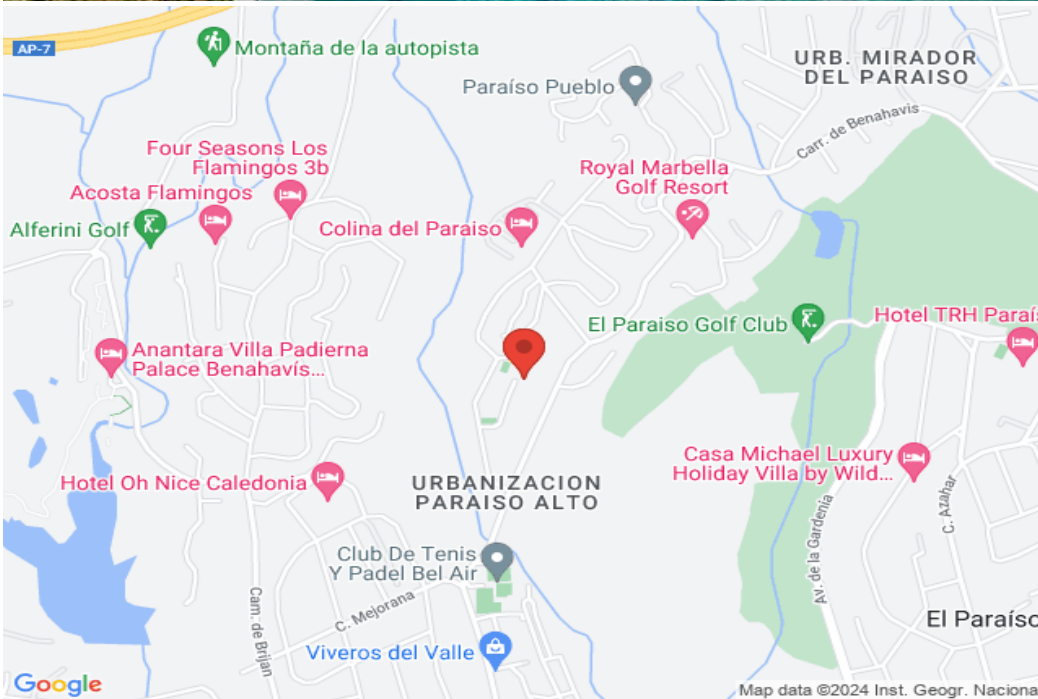 AP-7
Montaña de la autopista
URB. MIRADOR
DEL PARAISO
Paraíso Pueblo
Carr. de Benahavis
Four Seasons Los
Flamingos 3b
Royal Marbella
Golf Resort
Acosta Flamingos
Alferini Golf
Colina del Paraiso
El Paraiso Golf Club
Hotel TRH Paraís
Anantara Villa Padierna
Palace Benahavís...
Casa Michael Luxury
Holiday Villa by Wild...
Hotel Oh Nice Caledonia
URBANIZACION
PARAISO ALTO
C. Azahar
Av. de la Gardenia
Club De Tenis
Y Padel Bel Air
Cam. de Brijan
C. Mejorana
El Paraíso
Viveros del Valle
Google
Map data ©2024 Inst. Geogr. Naciona